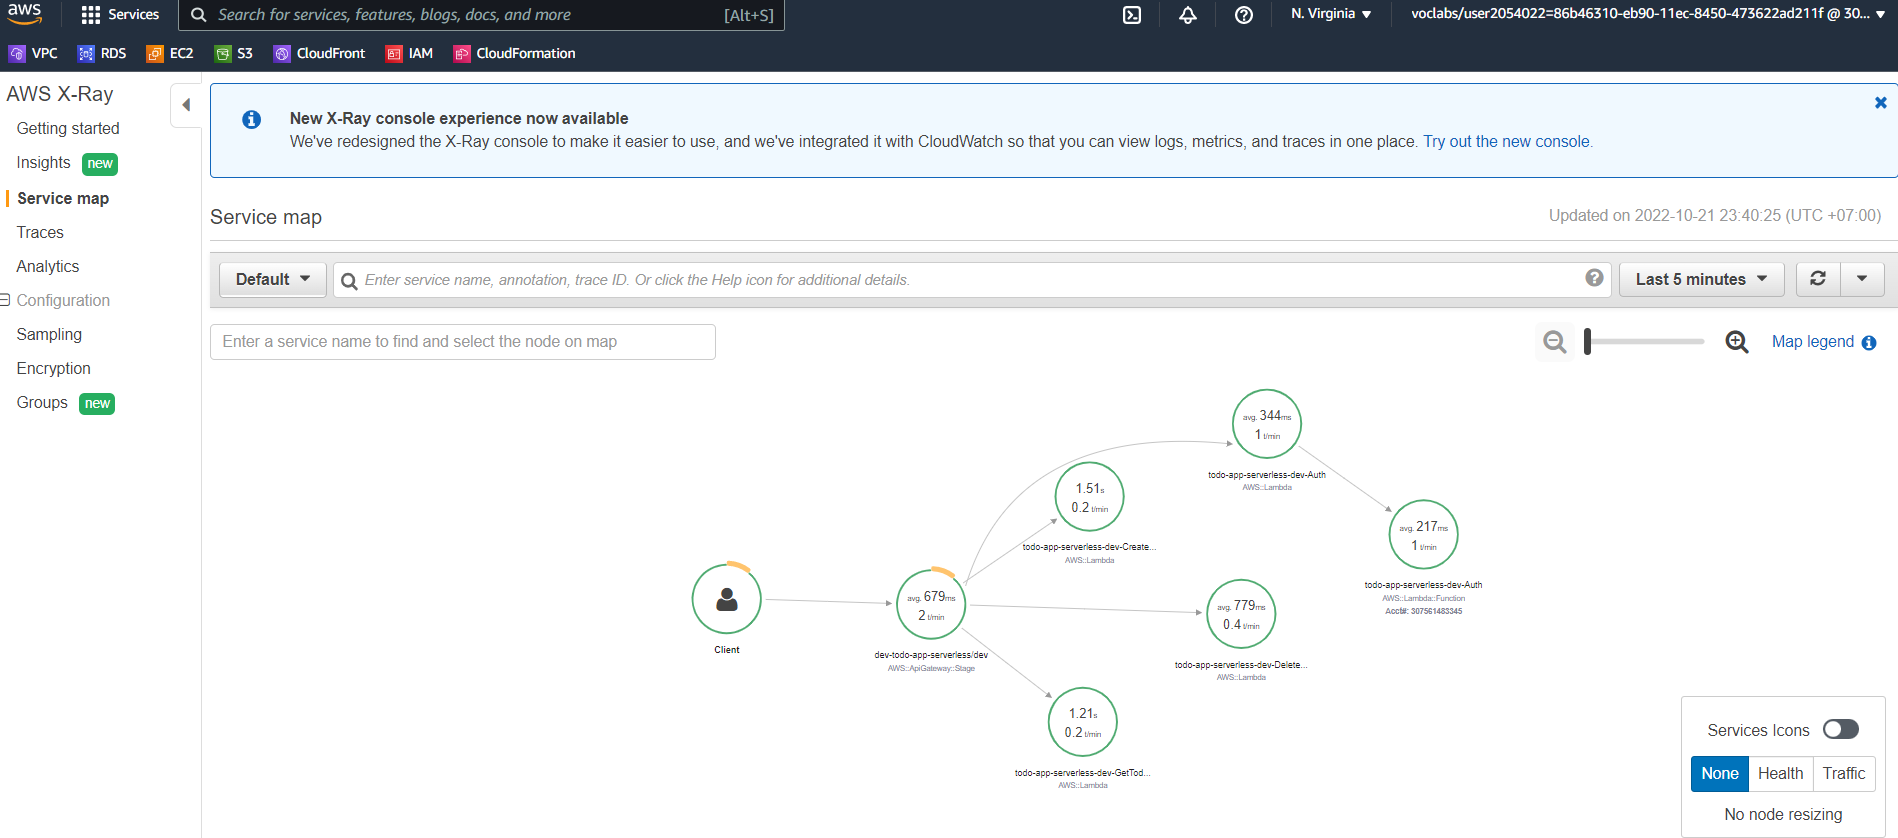 aws
Services
Search for services, features, blogs, docs, and more
[Alt+S]
N. Virginia
voclabs/user2054022=86b46310-eb90-11ec-8450-473622ad211f @ 30...
VPC
RDS
EC2
S3
CloudFront
IAM
CloudFormation
AWS X-Ray
Getting started
Insights new
Service map
Traces
Analytics
Configuration
Sampling
Encryption
Groups new
New X-Ray console experience now available
We've redesigned the X-Ray console to make it easier to use, and we've integrated it with CloudWatch so that you can view logs, metrics, and traces in one place. Try out the new console.
Service map
Updated on 2022-10-21 23:40:25 (UTC +07:00)
Default
Enter service name, annotation, trace ID. Or click the Help icon for additional details.
Last 5 minutes
Enter a service name to find and select the node on map
Map legend
avg. 344ms
1 t/min
todo-app-serverless-dev-Auth
AWS::Lambda
1.51s
0.2 t/min
todo-app-serverless-dev-Create...
AWS::Lambda
avg. 217ms
1 t/min
todo-app-serverless-dev-Auth
AWS::Lambda::Function
Acct#: 307561483345
Client
avg. 679ms
2 t/min
dev-todo-app-serverless/dev
AWS::ApiGateway::Stage
avg. 779ms
0.4 t/min
todo-app-serverless-dev-Delete...
AWS::Lambda
1.21s
0.2 t/min
todo-app-serverless-dev-GetTod...
AWS::Lambda
Services Icons
None
Health
Traffic
No node resizing